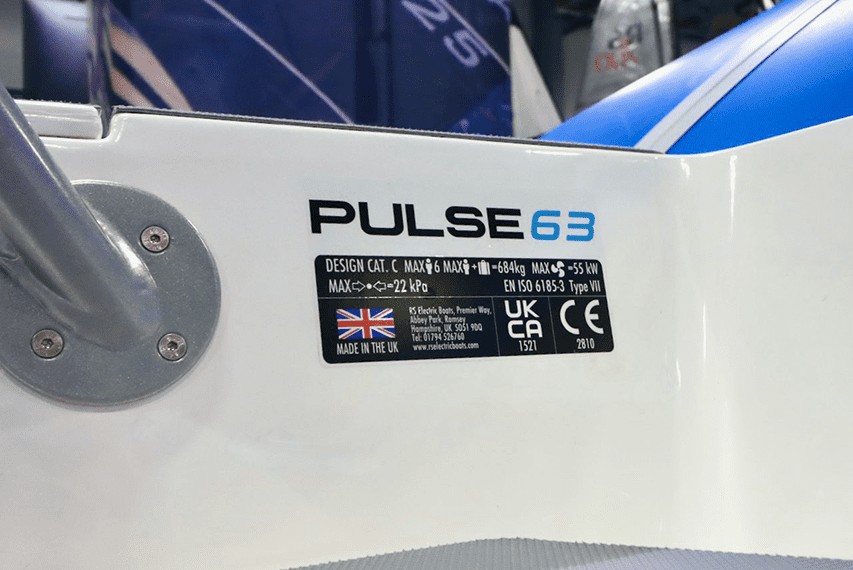 25
PULSE63
DESIGN CAT. C MAX 6 MAX + =684kg MAX =55 kW
MAX =22 kPa EN ISO 6185-3 Type VII
RS Electric Boats, Premier Way,
Abbey Park, Romsey
Hampshire, UK SO51 9DQ
Tel: 01794 526760
www.rselectricboats.com
MADE IN THE UK
UK
CA
1521
CE
2810